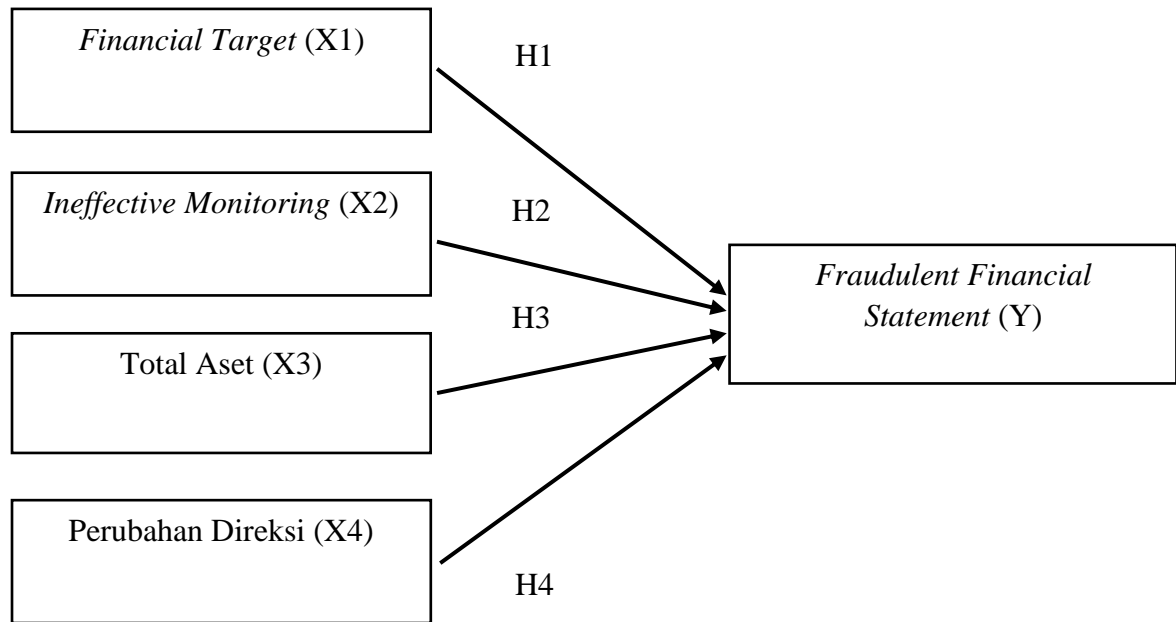 Financial Target (X1)
H1
Ineffective Monitoring (X2)
H2
Fraudulent Financial
Statement (Y)
H3
Total Aset (X3)
Perubahan Direksi (X4)
H4